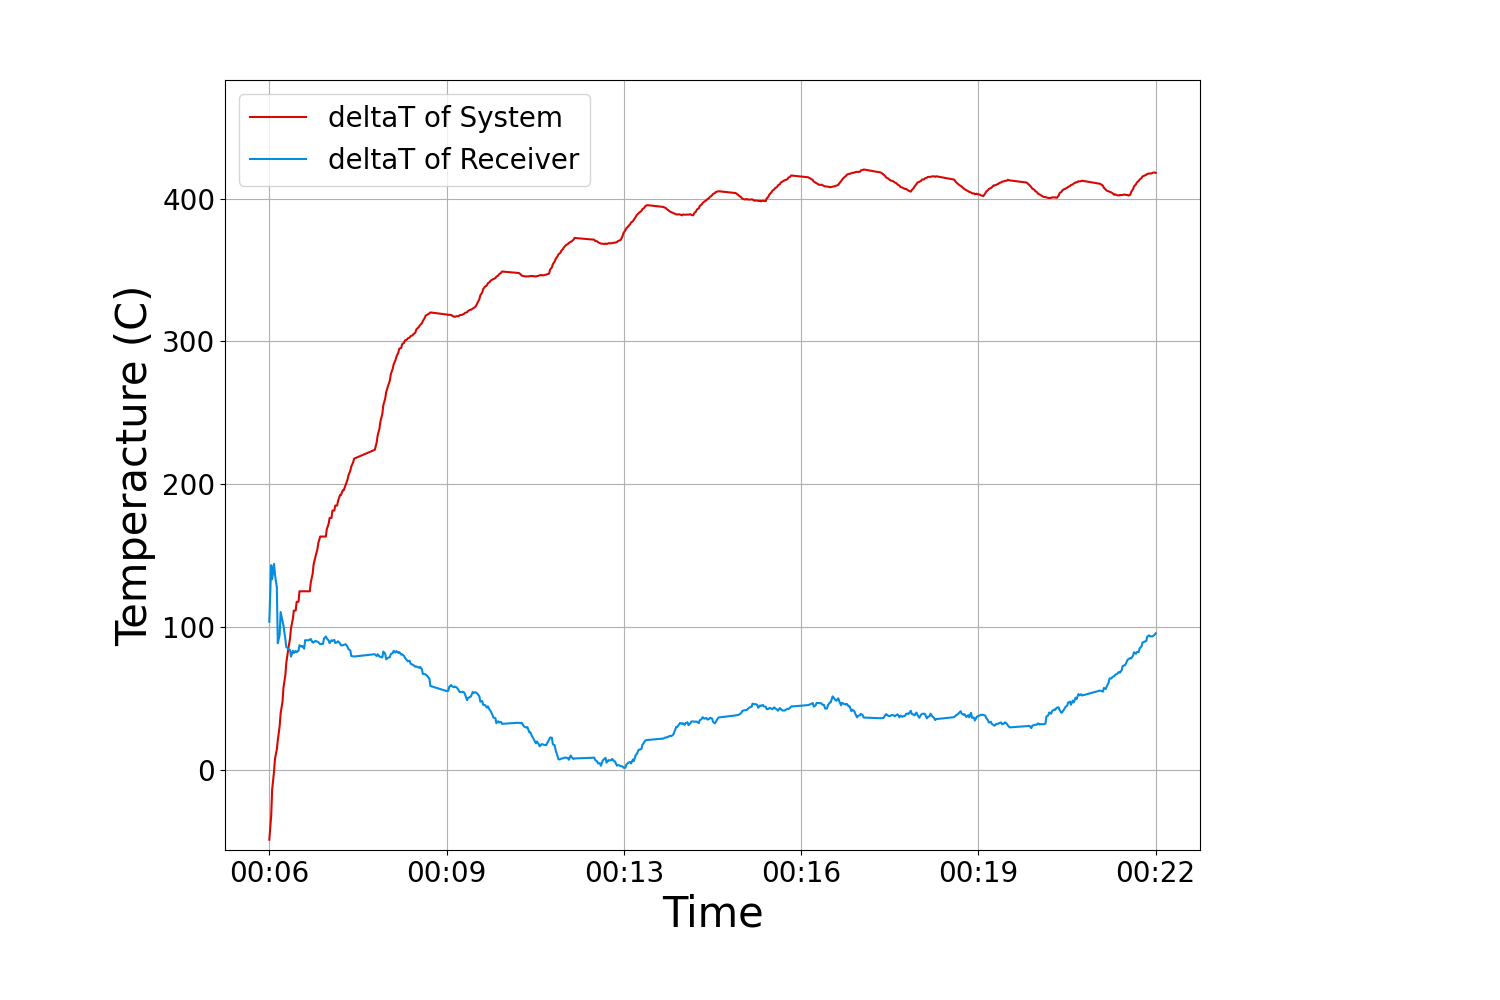 deltaT of System
deltaT of Receiver
Temperacture (C)
400
300
200
100
0
00:06 00:09 00:13 00:16 00:19 00:22
Time